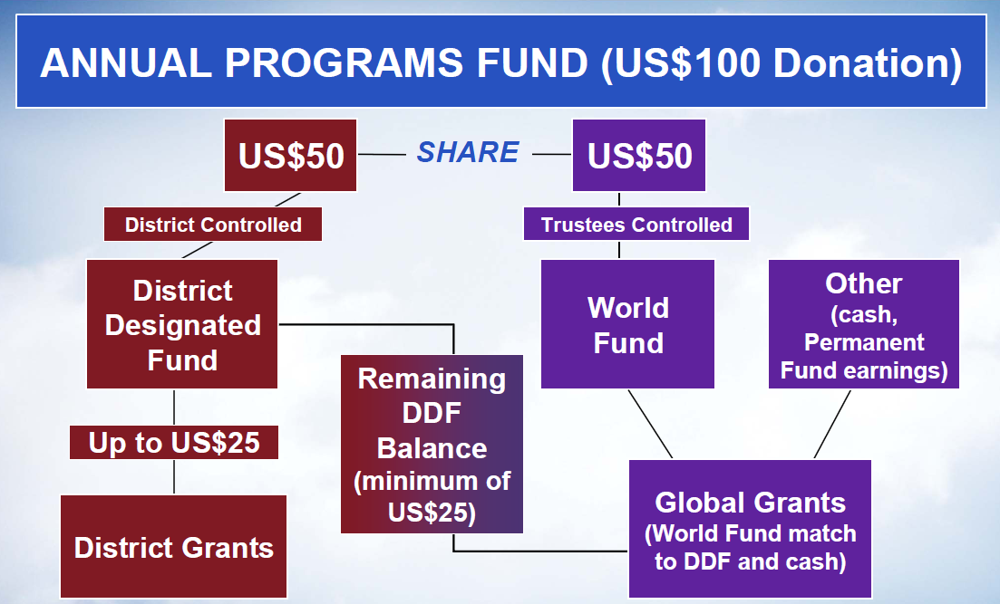 ANNUAL PROGRAMS FUND (US$100 Donation)
US$50
SHARE
US$50
District Controlled
Trustees Controlled
District
Designated
Fund
World
Fund
Other
(cash,
Permanent
Fund earnings)
Remaining
DDF
Balance
(minimum of
US$25)
Up to US$25
District Grants
Global Grants
(World Fund match
to DDF and cash)